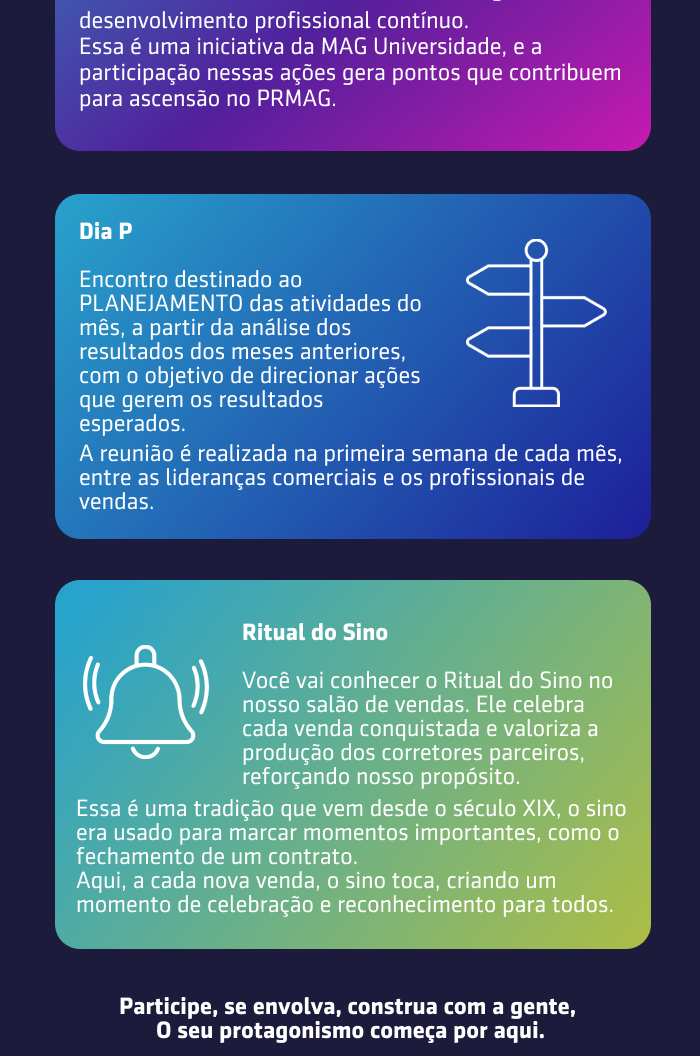 desenvolvimento profissional contínuo.
Essa é uma iniciativa da MAG Universidade, e a
participação nessas ações gera pontos que contribuem
para ascensão no PRMAG.
Dia P
Encontro destinado ao
PLANEJAMENTO das atividades do
mês, a partir da análise dos
resultados dos meses anteriores,
com o objetivo de direcionar ações
que gerem os resultados
esperados.
A reunião é realizada na primeira semana de cada mês,
entre as lideranças comerciais e os profissionais de
vendas.
Ritual do Sino
Você vai conhecer o Ritual do Sino no
nosso salão de vendas. Ele celebra
cada venda conquistada e valoriza a
produção dos corretores parceiros,
reforçando nosso propósito.
Essa é uma tradição que vem desde o século XIX, o sino
era usado para marcar momentos importantes, como o
fechamento de um contrato.
Aqui, a cada nova venda, o sino toca, criando um
momento de celebração e reconhecimento para todos.
Participe, se envolva, construa com a gente,
O seu protagonismo começa por aqui.